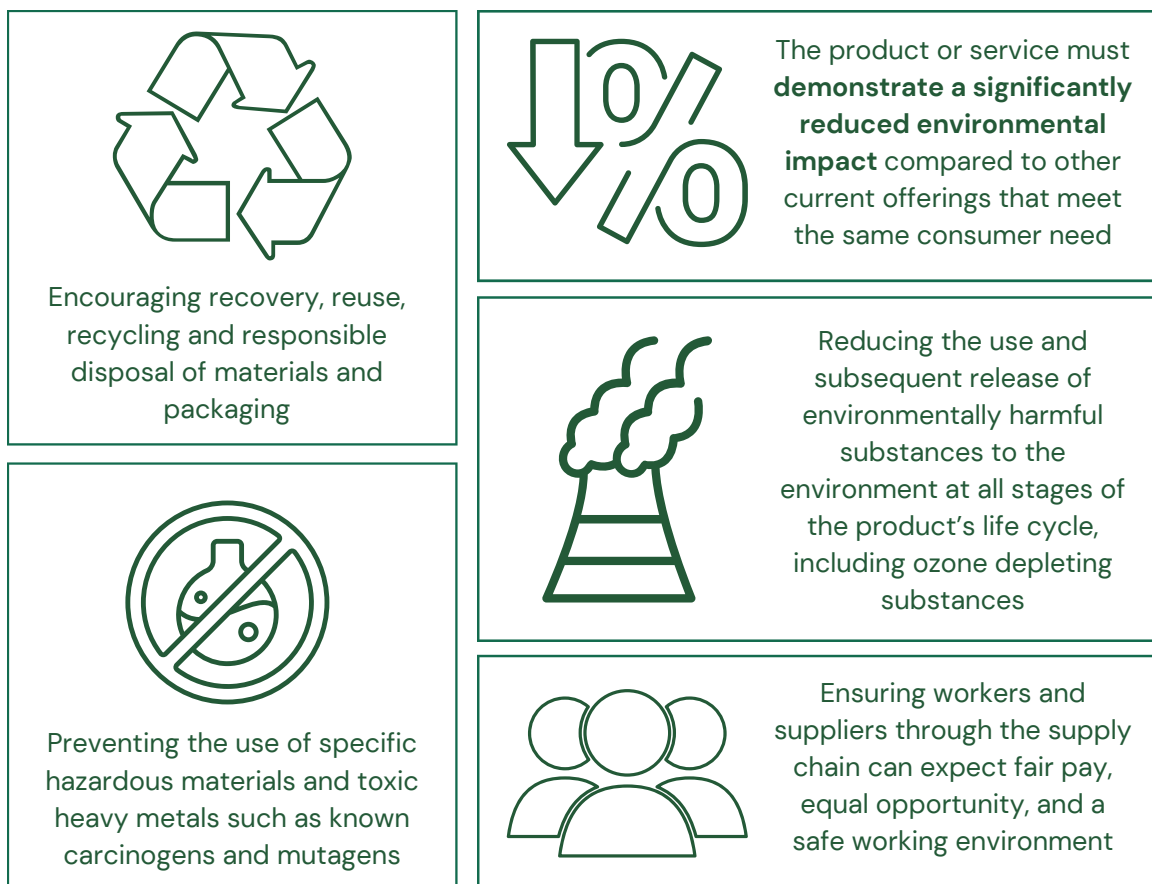 Encouraging recovery, reuse,
recycling and responsible
disposal of materials and
packaging
The product or service must
demonstrate a significantly
reduced environmental
impact compared to other
current offerings that meet
the same consumer need
Reducing the use and
subsequent release of
environmentally harmful
substances to the
environment at all stages of
the product’s life cycle,
including ozone depleting
substances
Preventing the use of specific
hazardous materials and toxic
heavy metals such as known
carcinogens and mutagens
Ensuring workers and
suppliers through the supply
chain can expect fair pay,
equal opportunity, and a
safe working environment